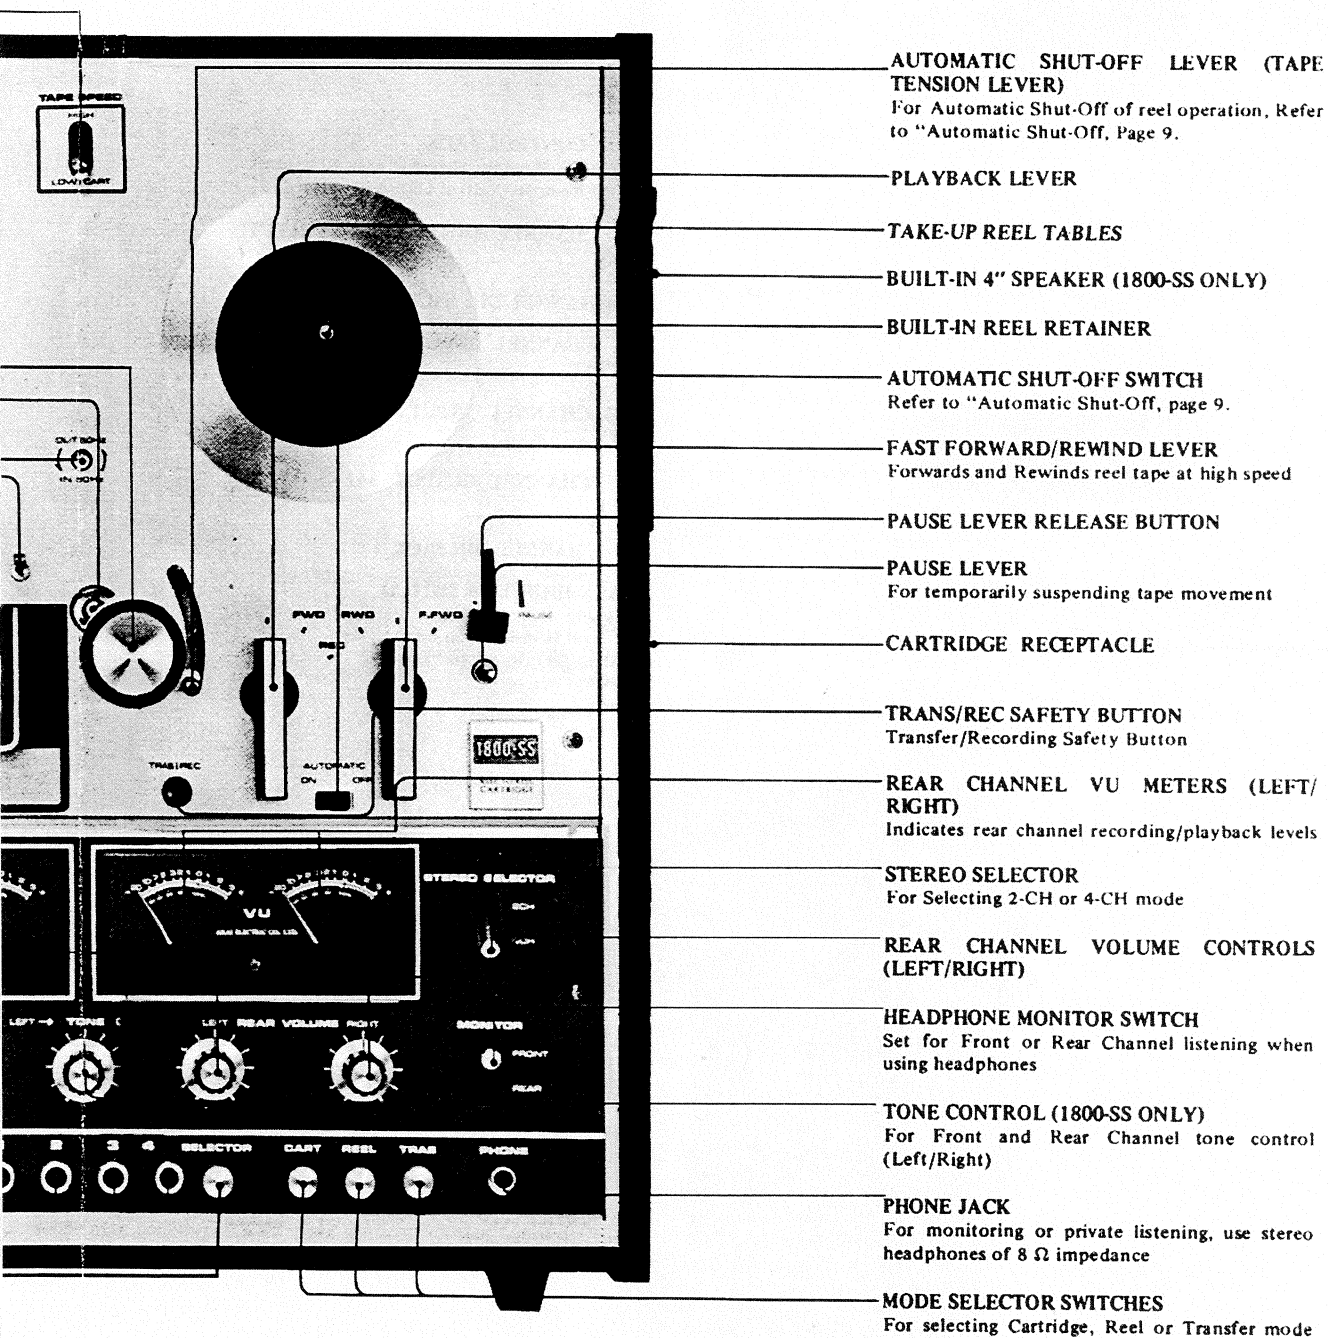 AUTOMATIC SHUT-OFF LEVER (TAPE
TENSION LEVER)
For Automatic Shut-Off of reel operation, Refer
to "Automatic Shut-Off, Page 9.
PLAYBACK LEVER
TAKE-UP REEL TABLES
BUILT-IN 4" SPEAKER (1800-SS ONLY)
BUILT-IN REEL RETAINER
AUTOMATIC SHUT-OFF SWITCH
Refer to "Automatic Shut-Off, page 9.
FAST FORWARD/REWIND LEVER
Forwards and Rewinds reel tape at high speed
PAUSE LEVER RELEASE BUTTON
PAUSE LEVER
For temporarily suspending tape movement
CARTRIDGE RECEPTACLE
TRANS/REC SAFETY BUTTON
Transfer/Recording Safety Button
REAR CHANNEL VU METERS (LEFT/
RIGHT)
Indicates rear channel recording/playback levels
STEREO SELECTOR
For Selecting 2-CH or 4-CH mode
REAR CHANNEL VOLUME CONTROLS
(LEFT/RIGHT)
HEADPHONE MONITOR SWITCH
Set for Front or Rear Channel listening when
using headphones
TONE CONTROL (1800-SS ONLY)
For Front and Rear Channel tone control
(Left/Right)
PHONE JACK
For monitoring or private listening, use stereo
headphones of 8 Ω impedance
MODE SELECTOR SWITCHES
For selecting Cartridge, Reel or Transfer mode
TAPE SPEED
HIGH
LOW/CART
OUT 50Hz
IN 50Hz
FWD RWD F.FWD
REC
PAUSE
1800-SS
CARTRIDGE
TRAS/REC
AUTOMATIC
ON OFF
STEREO SELECTOR
VU
AKAI ELECTRIC CO., LTD.
LEFT → TONE
LEFT REAR VOLUME RIGHT
MONITOR
FRONT
REAR
2 3 4 SELECTOR CART REEL TRAS PHONE